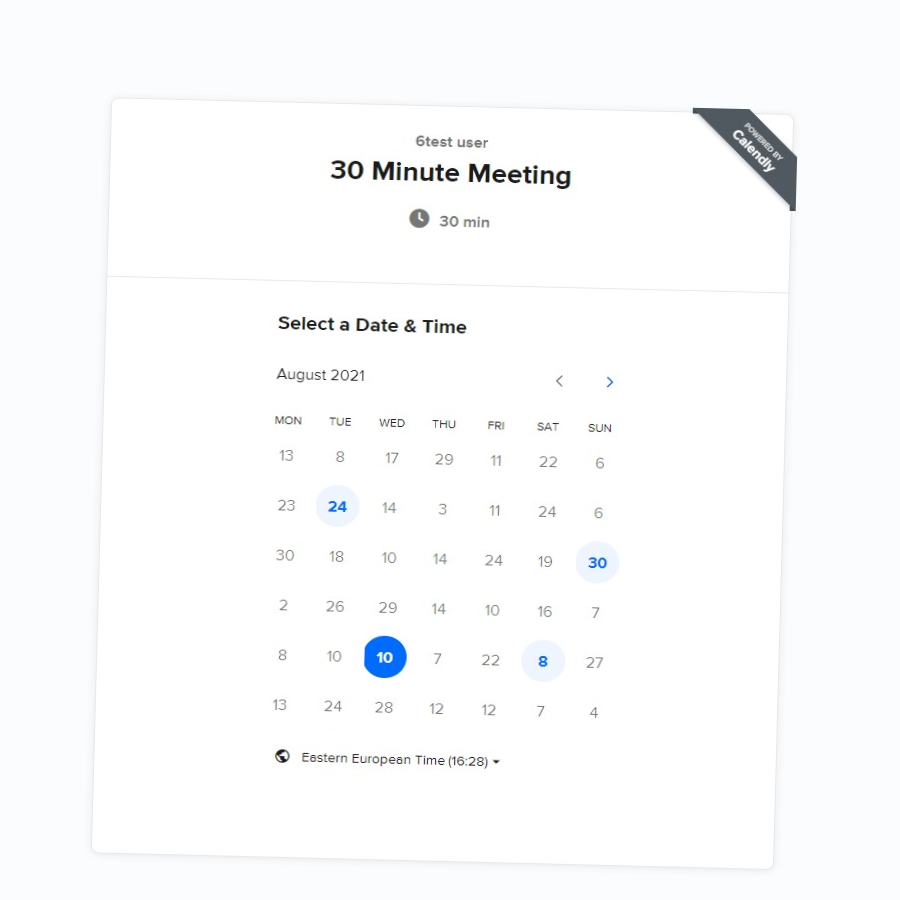 POWERED BY
Calendly
6test user
30 Minute Meeting
30 min
Select a Date & Time
August 2021
MON TUE WED THU FRI SAT SUN
13 8 17 29 11 22 6
23 24 14 3 11 24 6
30 18 10 14 24 19 30
2 26 29 14 10 16 7
8 10 10 7 22 8 27
13 24 28 12 12 7 4
Eastern European Time (16:28)